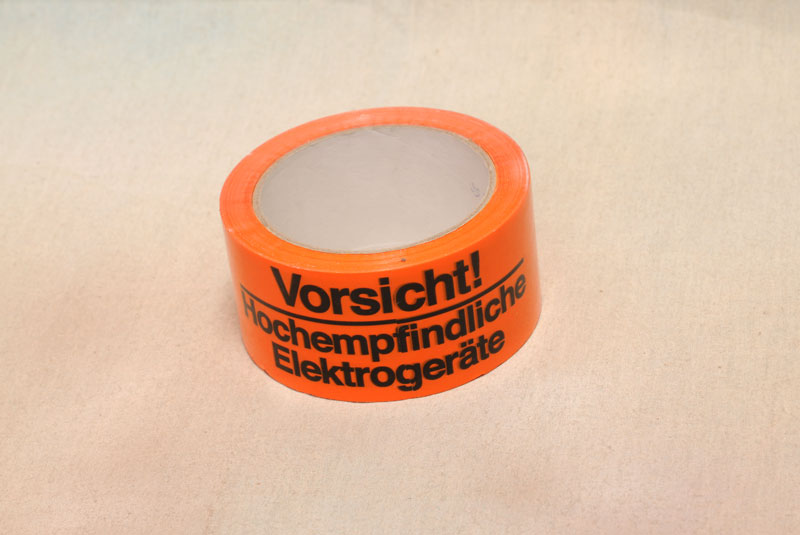 Vorsicht!
Hochempfindliche
Elektrogeräte